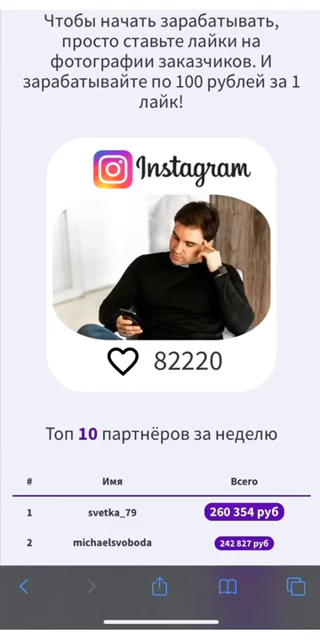 Чтобы начать зарабатывать,
просто ставьте лайки на
фотографии заказчиков. И
зарабатывайте по 100 рублей за 1
лайк!
Instagram
82220
Топ 10 партнёров за неделю
# Имя Всего
1 svetka_79 260 354 руб
2 michaelsvoboda 242 827 руб